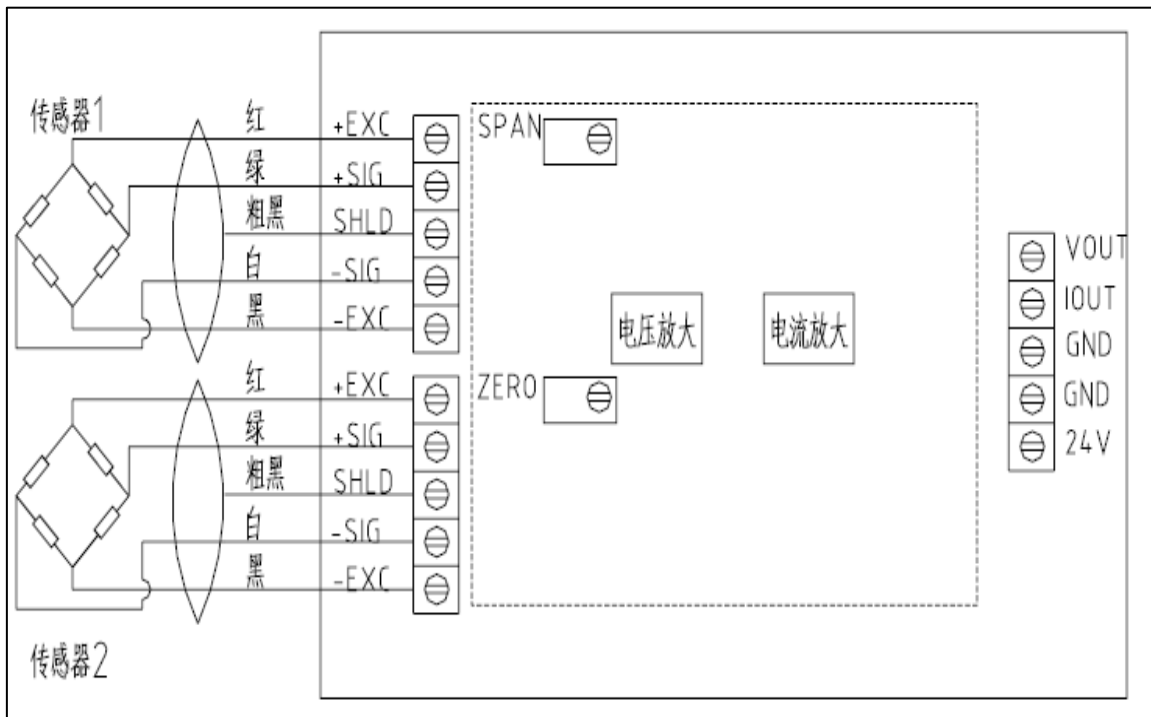 传感器1
红 +EXC
绿 +SIG
粗黑 SHLD
白 -SIG
黑 -EXC
红 +EXC
绿 +SIG
粗黑 SHLD
白 -SIG
黑 -EXC
传感器2
SPAN
电压放大 电流放大
ZERO
VOUT
IOUT
GND
GND
24V